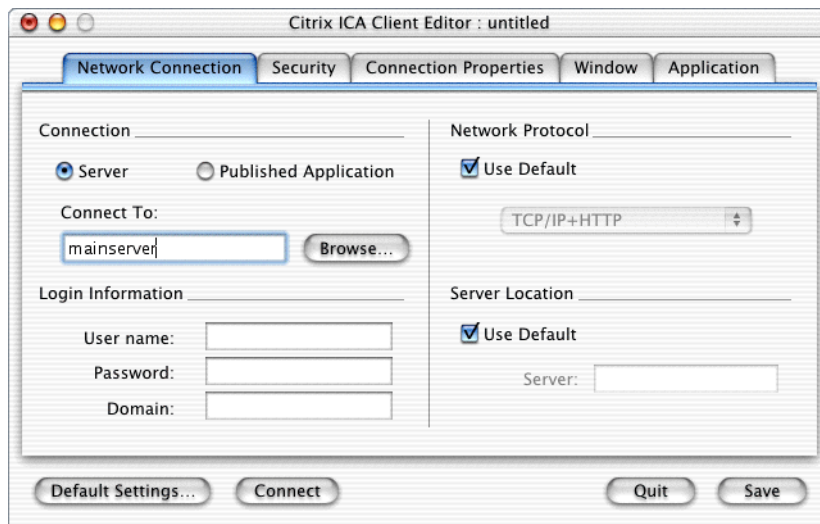 Citrix ICA Client Editor : untitled
Network Connection Security Connection Properties Window Application
Connection
Server Published Application
Connect To:
mainserver
Browse...
Login Information
User name:
Password:
Domain:
Network Protocol
Use Default
TCP/IP+HTTP
Server Location
Use Default
Server:
Default Settings... Connect Quit Save